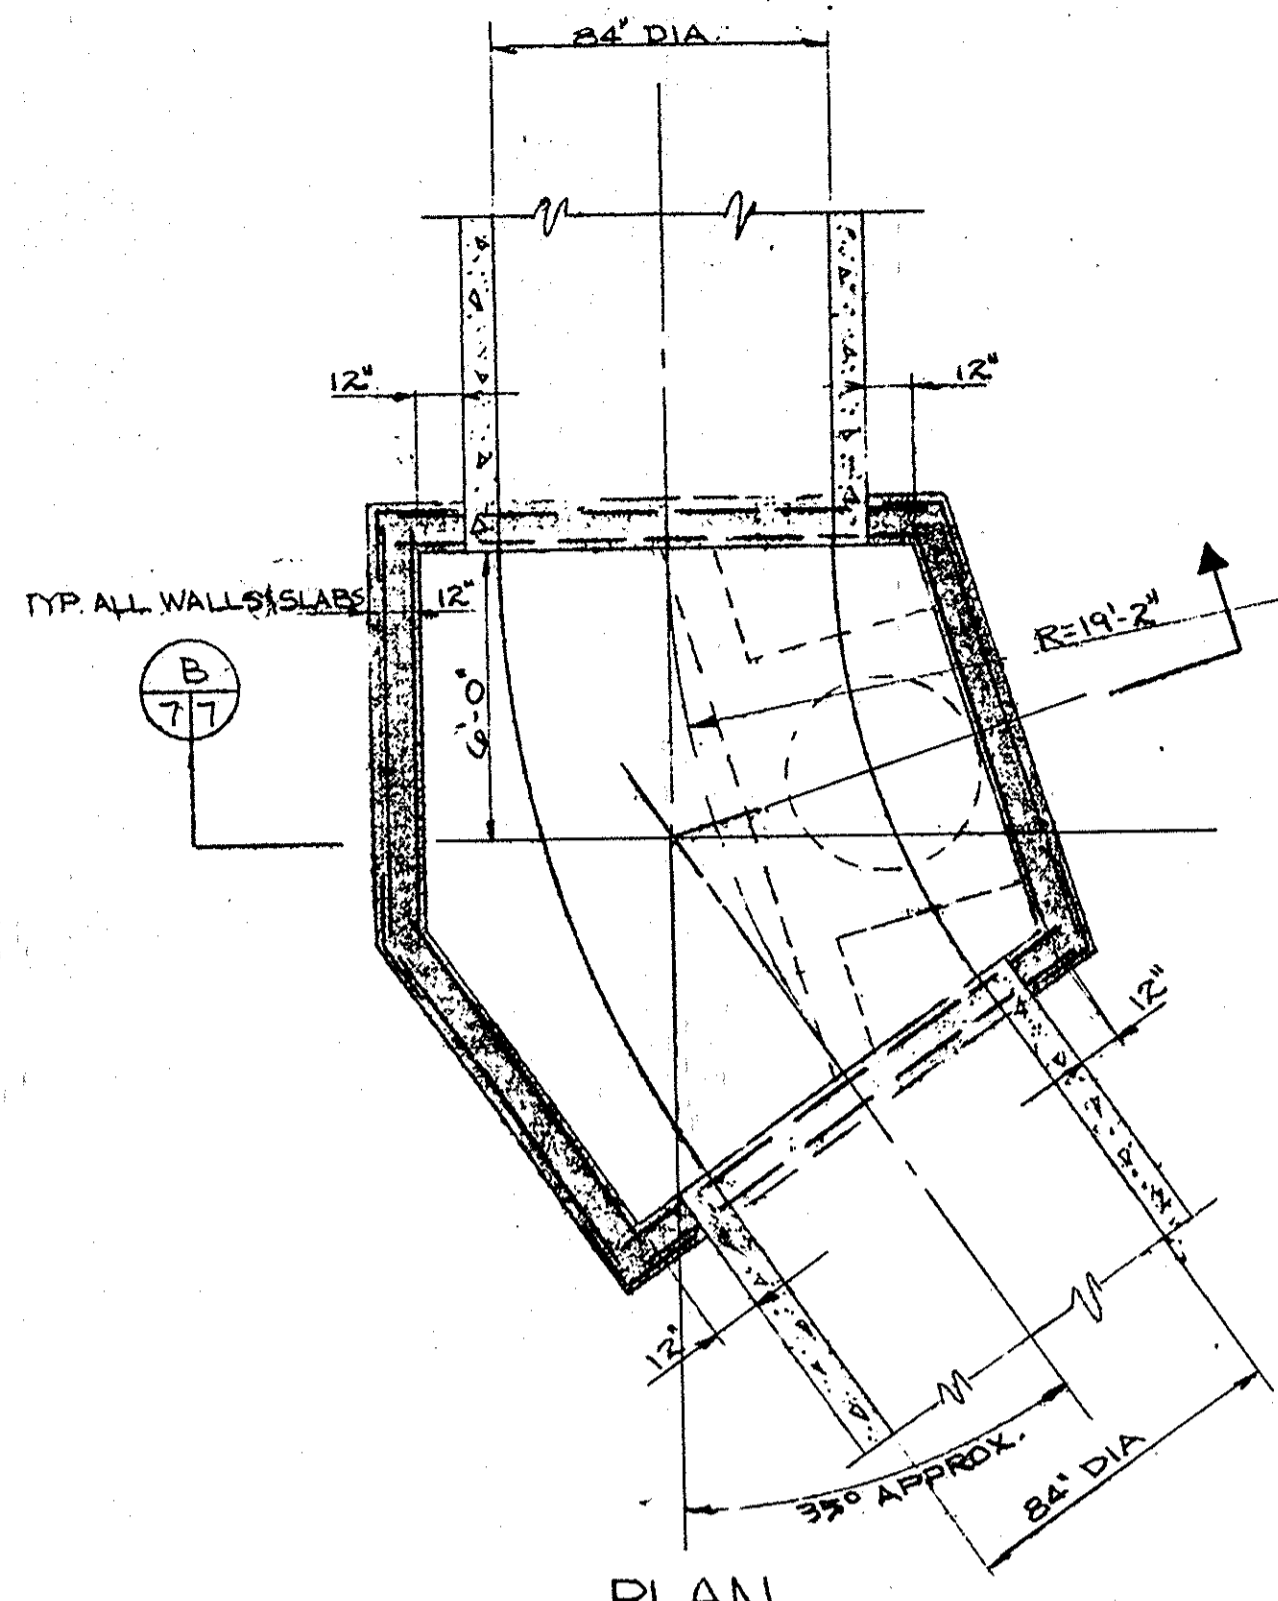 84" DIA.
12"
12"
TYP. ALL WALLS & SLABS
12"
B
7 7
6'-0"
R=19'-2"
12"
12"
35° APPROX.
84" DIA
PLAN